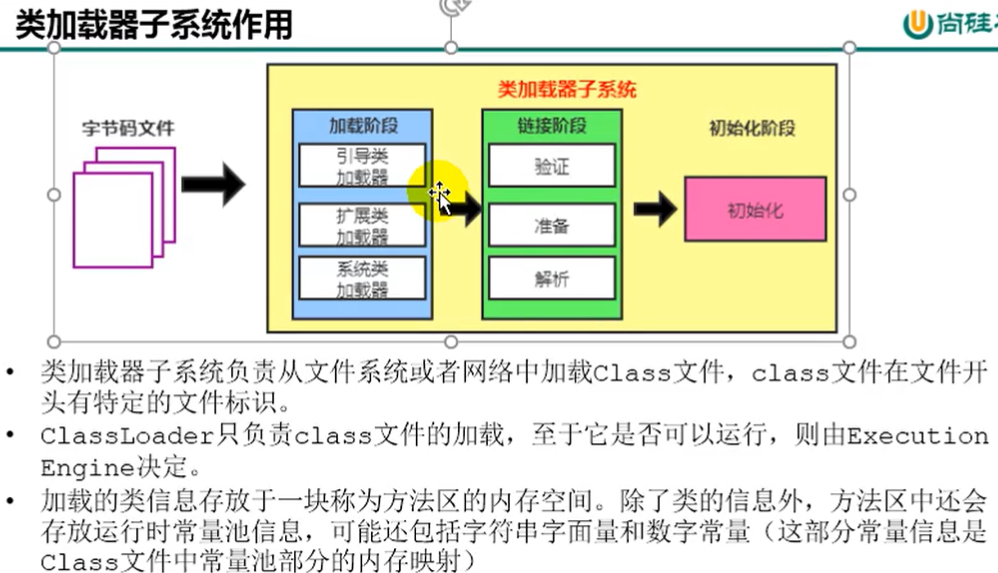 类加载器子系统作用
尚硅
类加载器子系统
字节码文件
加载阶段
引导类
加载器
扩展类
加载器
系统类
加载器
链接阶段
验证
准备
解析
初始化阶段
初始化
• 类加载器子系统负责从文件系统或者网络中加载Class文件，class文件在文件开
头有特定的文件标识。
• ClassLoader只负责class文件的加载，至于它是否可以运行，则由Execution
Engine决定。
• 加载的类信息存放于一块称为方法区的内存空间。除了类的信息外，方法区中还会
存放运行时常量池信息，可能还包括字符串字面量和数字常量（这部分常量信息是
Class文件中常量池部分的内存映射）